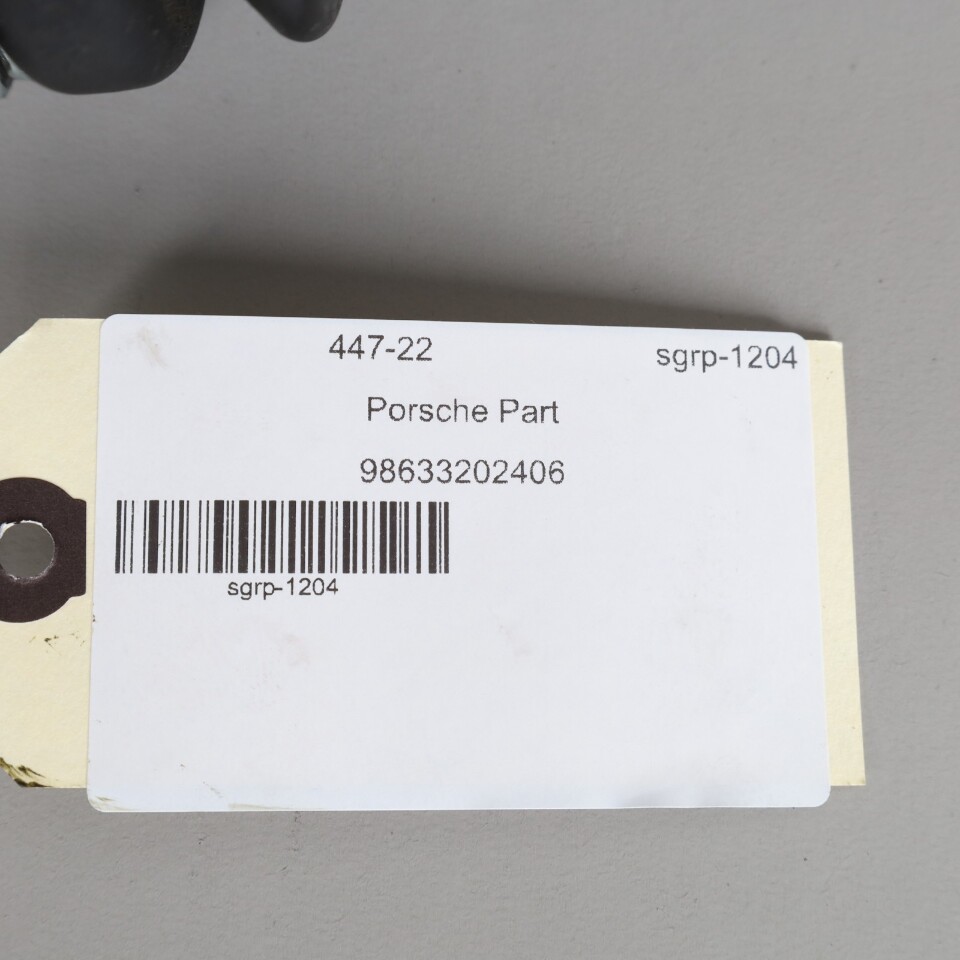 447-22 sgrp-1204
Porsche Part
98633202406
sgrp-1204